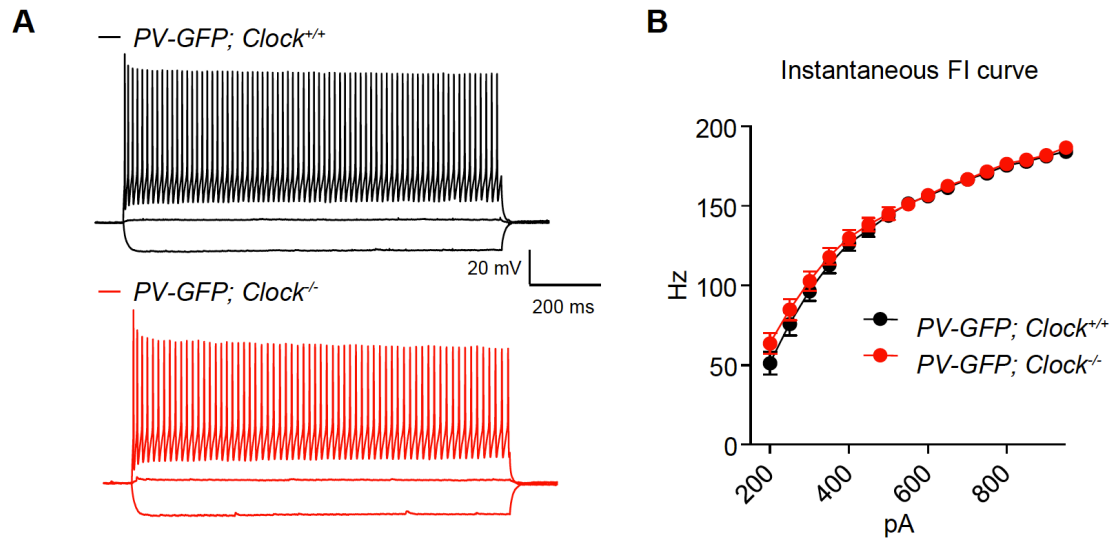 A
PV-GFP; Clock+/+
20 mV
200 ms
PV-GFP; Clock-/-
B
Instantaneous FI curve
200
150
100
50
0
Hz
PV-GFP; Clock+/+
PV-GFP; Clock-/-
200
400
600
800
pA